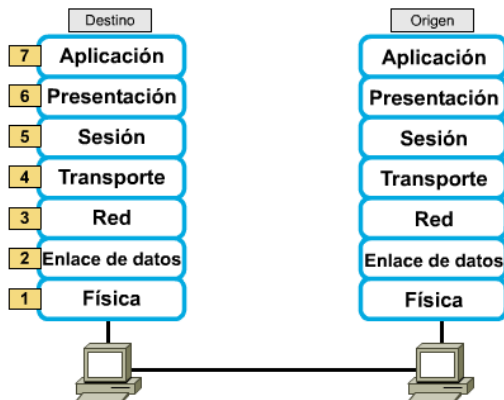 Destino Origen
7 Aplicación Aplicación
6 Presentación Presentación
5 Sesión Sesión
4 Transporte Transporte
3 Red Red
2 Enlace de datos Enlace de datos
1 Física Física